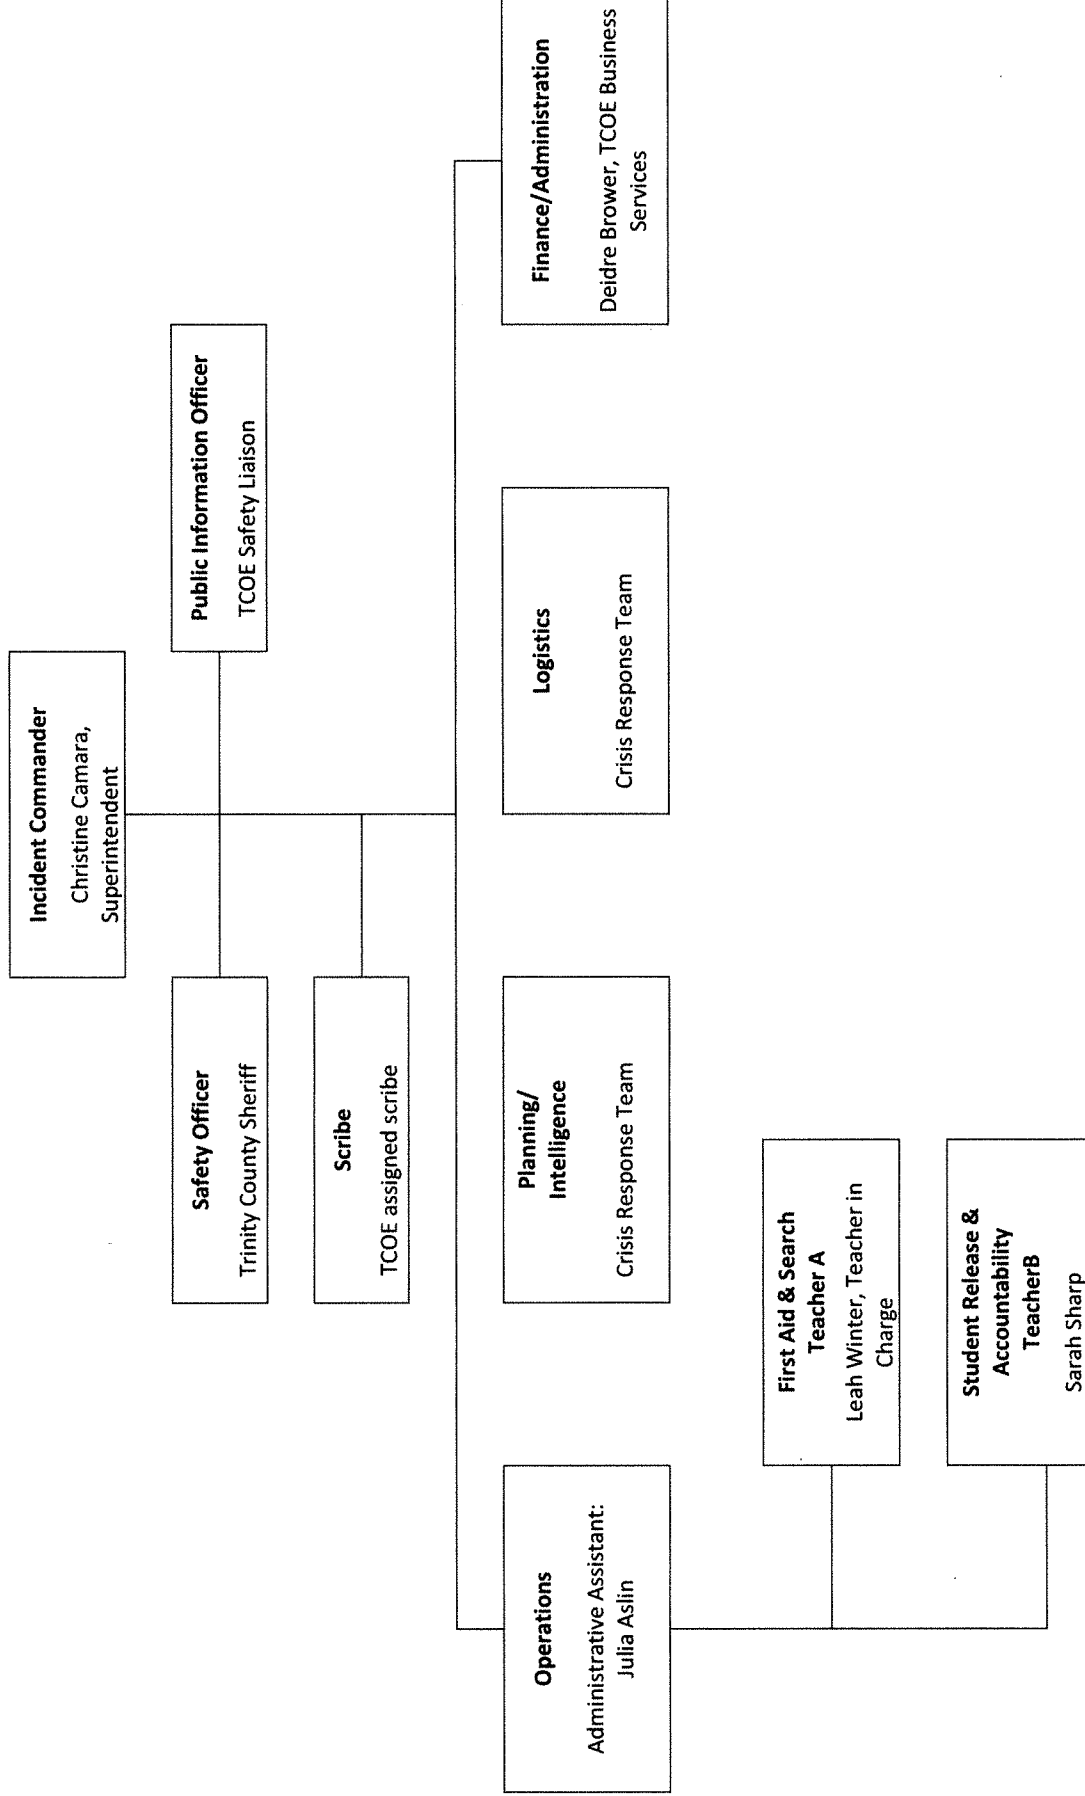 Incident Commander
Christine Camara,
Superintendent
Safety Officer
Trinity County Sheriff
Public Information Officer
TCOE Safety Liaison
Scribe
TCOE assigned scribe
Operations
Administrative Assistant:
Julia Aslin
Planning/
Intelligence
Crisis Response Team
Logistics
Crisis Response Team
Finance/Administration
Deidre Brower, TCOE Business
Services
First Aid & Search
Teacher A
Leah Winter, Teacher in
Charge
Student Release &
Accountability
TeacherB
Sarah Sharp